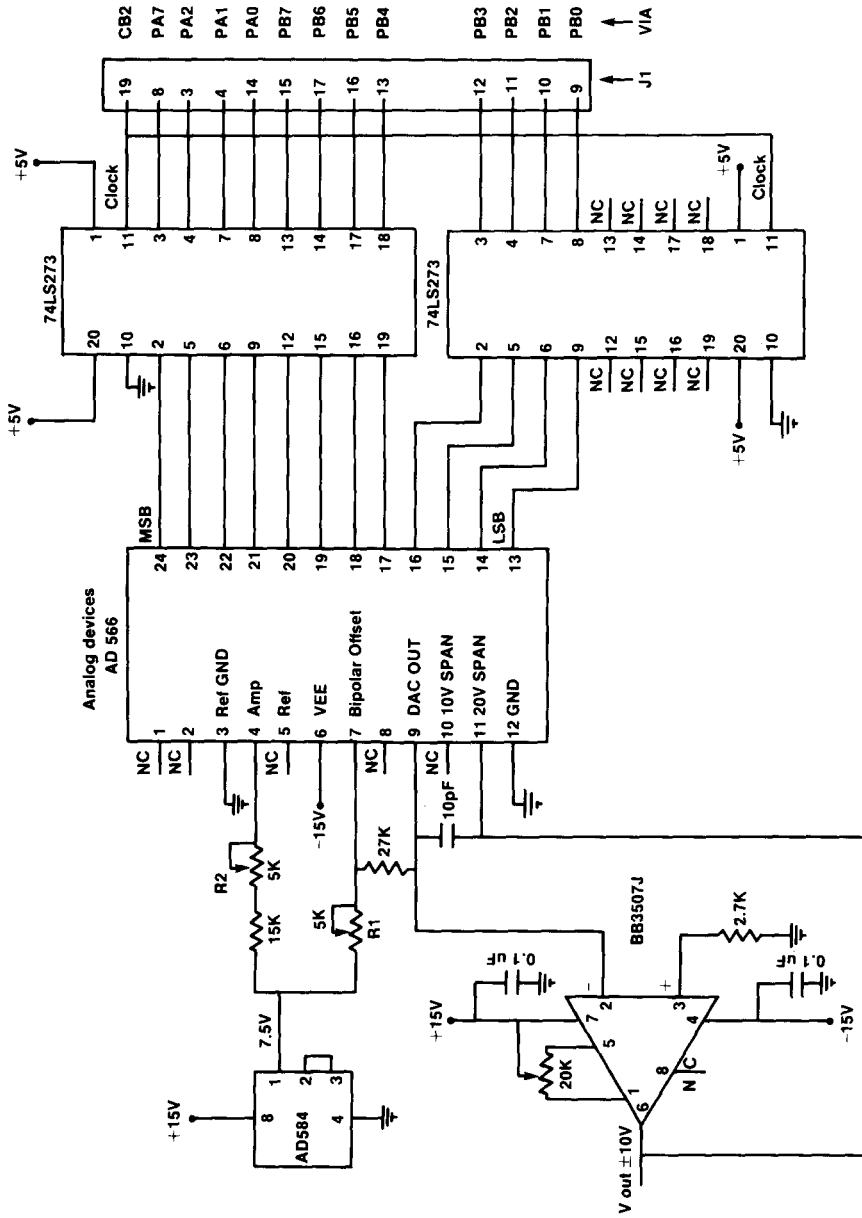 Analog devices
AD 566
74LS273
+5V
+5V
Clock
CB2
PA7
PA2
PA1
PA0
PB7
PB6
PB5
PB4
PB3
PB2
PB1
PB0
VIA
19
8
3
4
14
15
17
16
13
12
11
10
9
J1
1
11
3
4
7
8
13
14
17
18
20
10
2
5
6
9
12
15
16
19
74LS273
3
4
7
8
NC 13
NC 14
NC 17
NC 18
1
11
+5V
Clock
2
5
6
9
NC 12
NC 15
NC 16
NC 19
20
10
+5V
MSB
24
23
22
21
20
19
18
17
16
15
14
13
LSB
NC 1
NC 2
3 Ref GND
4 Amp
NC 5 Ref
6 VEE
7 Bipolar Offset
NC 8
9 DAC OUT
NC 10 10V SPAN
11 20V SPAN
12 GND
-15V
R2
5K
15K
5K
R1
27K
10pF
7.5V
+15V
AD584
8
1
2
3
4
BB3507J
+15V
0.1 uF
2.7K
0.1 uF
-15V
20K
-
2
+
3
7
5
4
1
8
6
N C
V out ±10V